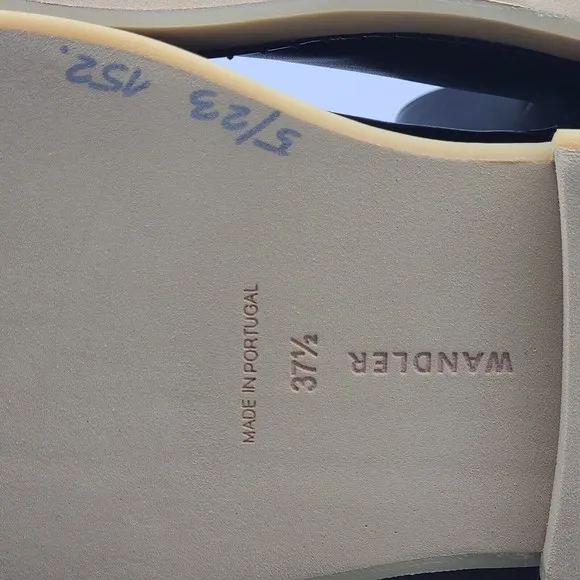 WANDLER
37½
MADE IN PORTUGAL
5/23 152.